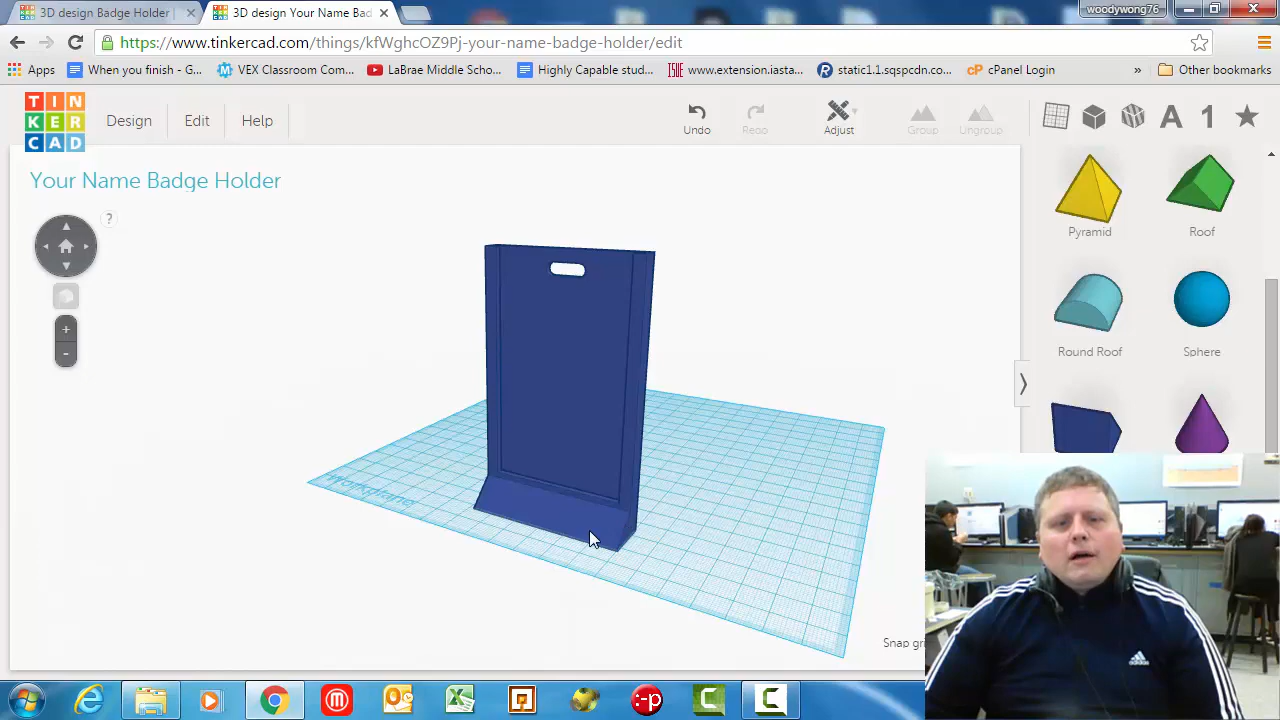 3D design Badge Holder
3D design Your Name Bad
woodywong76
https://www.tinkercad.com/things/kfWghcOZ9Pj-your-name-badge-holder/edit
Apps
When you finish - G...
VEX Classroom Com...
LaBrae Middle Scho...
Highly Capable stud...
www.extension.iasta...
static1.1.sqspcdn.co...
cPanel Login
»
Other bookmarks
TIN
KER
CAD
Design
Edit
Help
Undo
Redo
Adjust
Group
Ungroup
Your Name Badge Holder
?
Pyramid
Roof
Round Roof
Sphere
Workplane
Snap gri